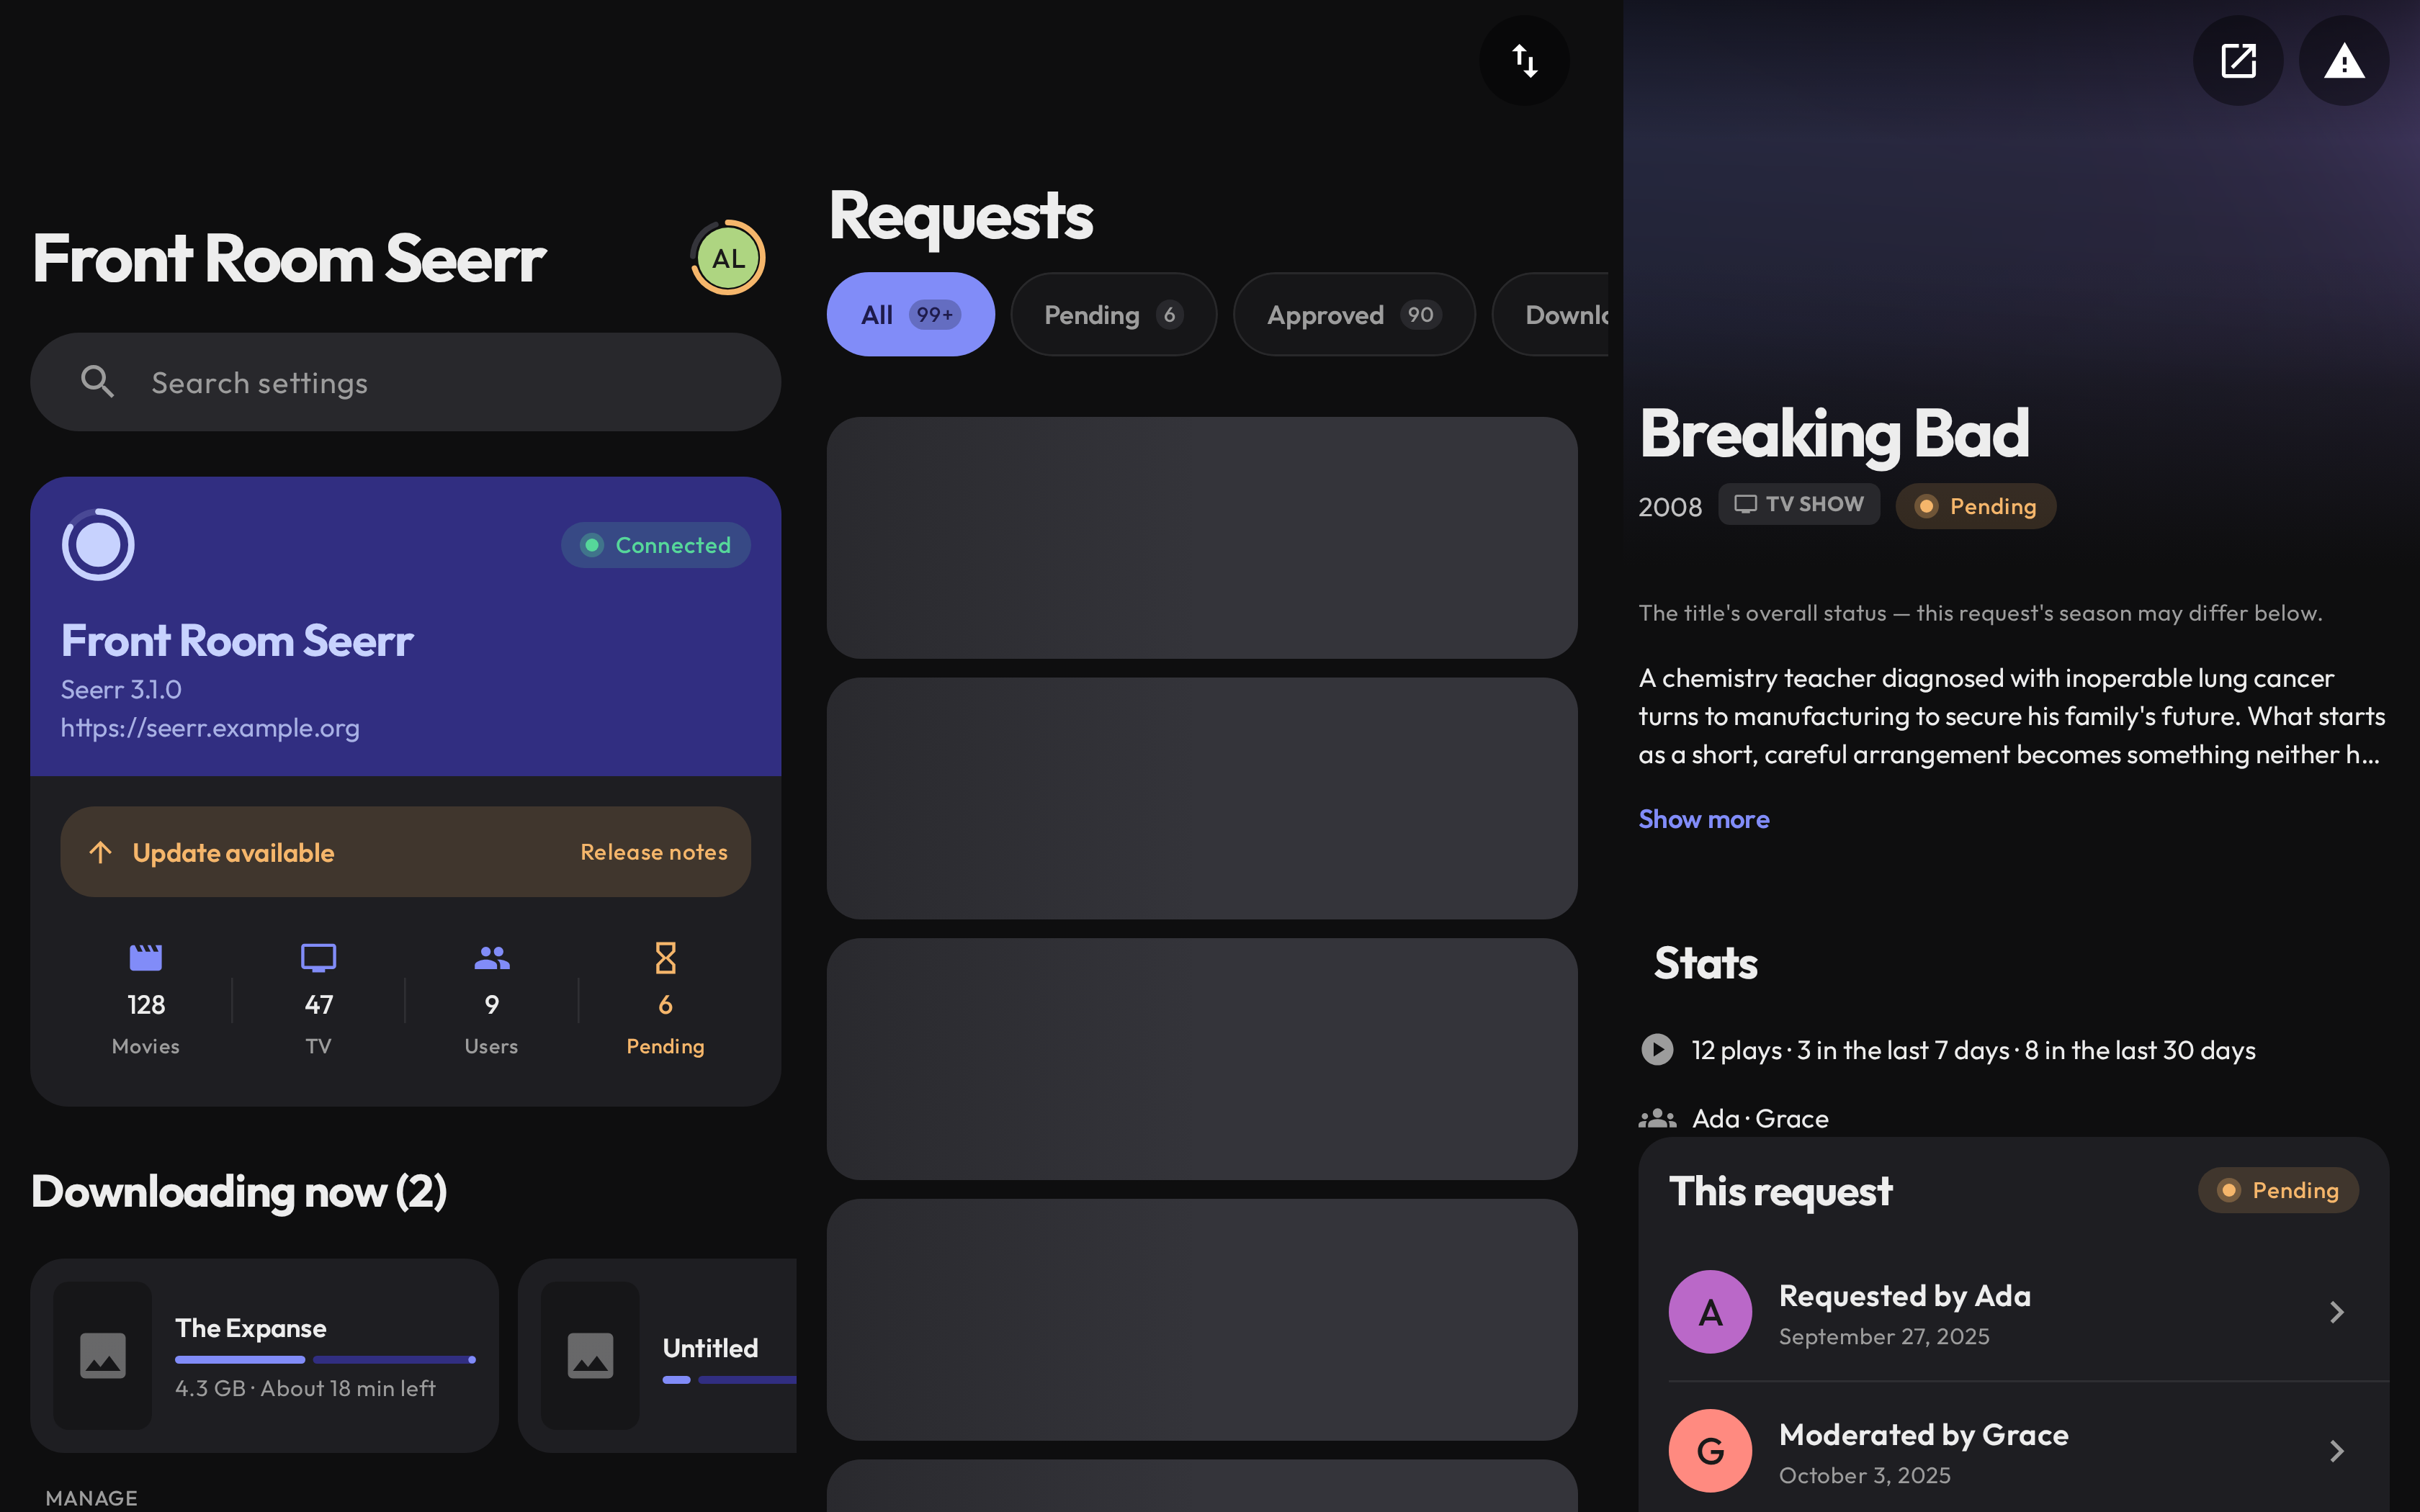 Front Room Seerr
AL
Search settings
Connected
Front Room Seerr
Seerr 3.1.0
https://seerr.example.org
Update available
Release notes
128
47
9
6
Movies
TV
Users
Pending
Downloading now (2)
The Expanse
4.3 GB · About 18 min left
Untitled
MANAGE
Requests
All 99+
Pending 6
Approved 90
Downlo
Breaking Bad
2008
TV SHOW
Pending
The title's overall status — this request's season may differ below.
A chemistry teacher diagnosed with inoperable lung cancer
turns to manufacturing to secure his family's future. What starts
as a short, careful arrangement becomes something neither h...
Show more
Stats
12 plays · 3 in the last 7 days · 8 in the last 30 days
Ada · Grace
This request
Pending
A
Requested by Ada
September 27, 2025
G
Moderated by Grace
October 3, 2025